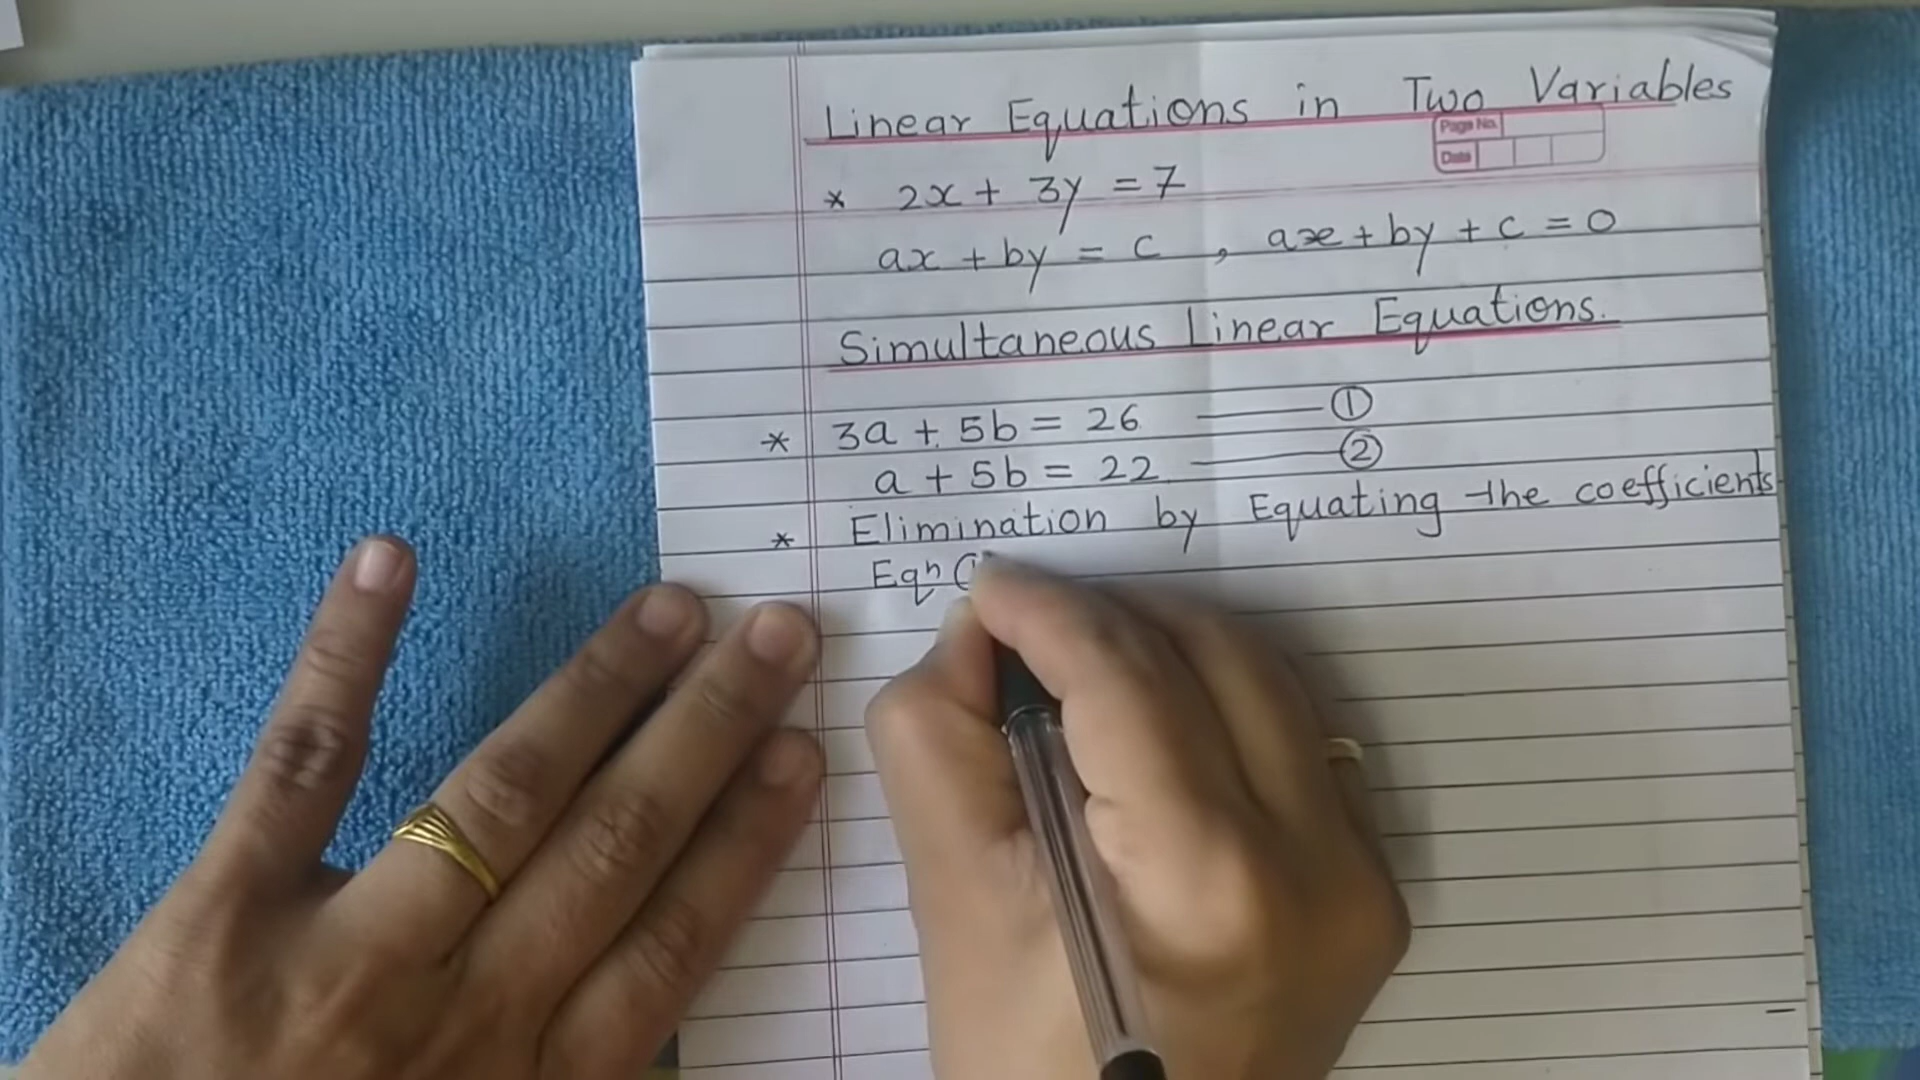 Linear Equations in Two Variables
Page No.
Date
* 2x + 3y = 7
ax + by = c , ax + by + c = 0
Simultaneous Linear Equations.
* 3a + 5b = 26 —— ①
a + 5b = 22 —— ②
* Elimination by Equating the coefficients
Eqⁿ